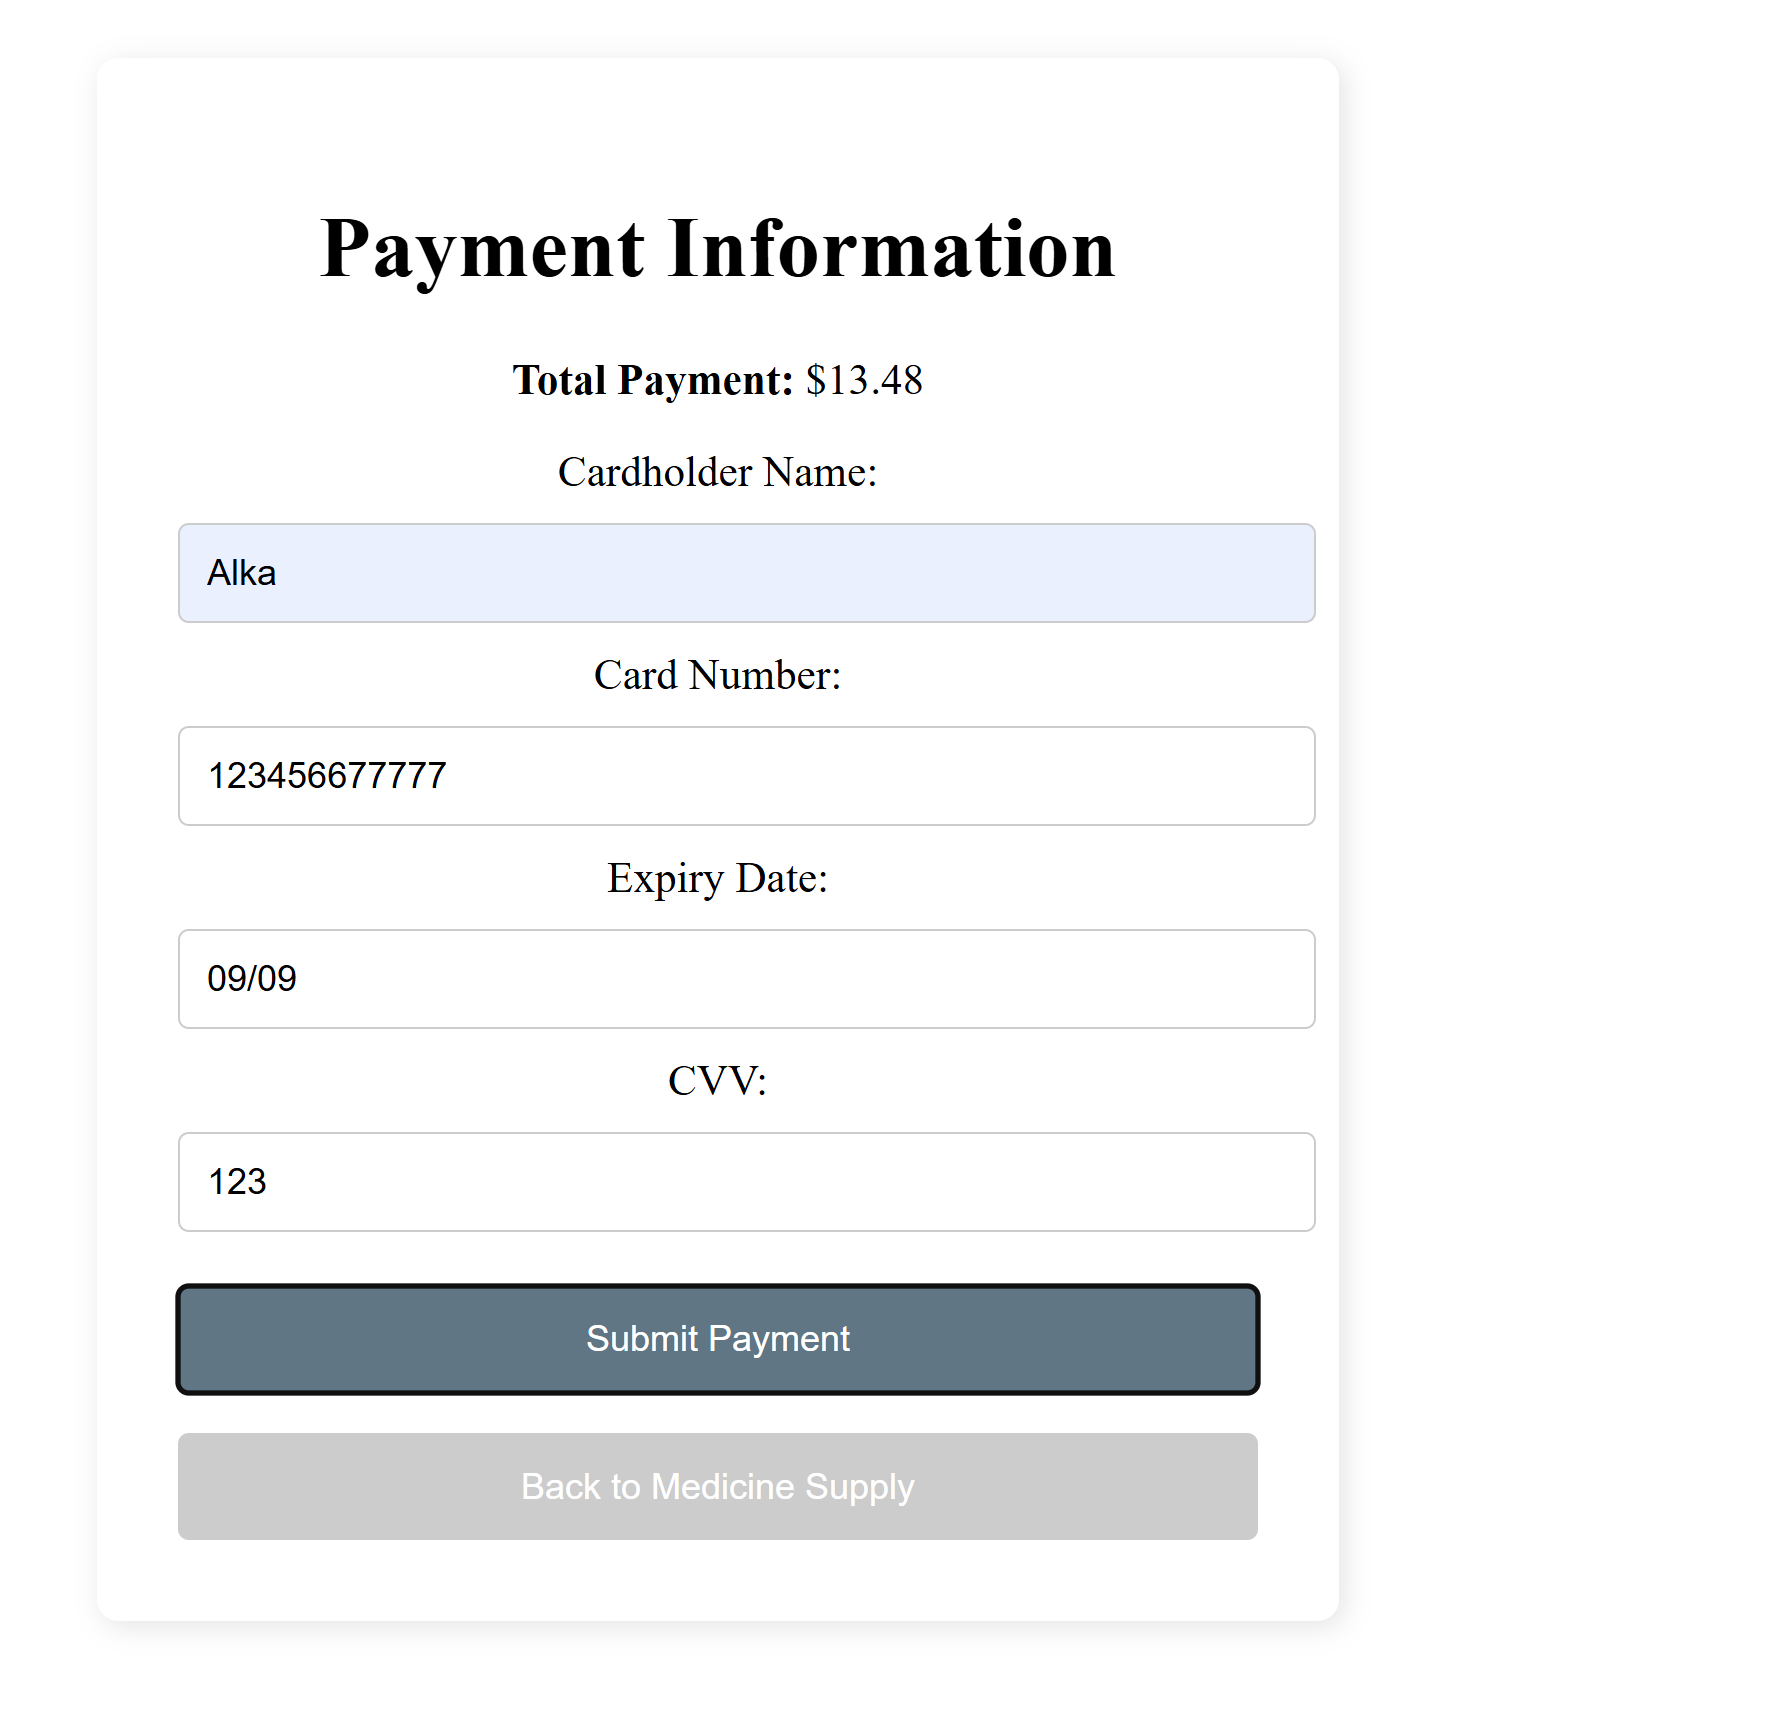 Payment Information
Total Payment: $13.48
Cardholder Name:
Alka
Card Number:
123456677777
Expiry Date:
09/09
CVV:
123
Submit Payment
Back to Medicine Supply